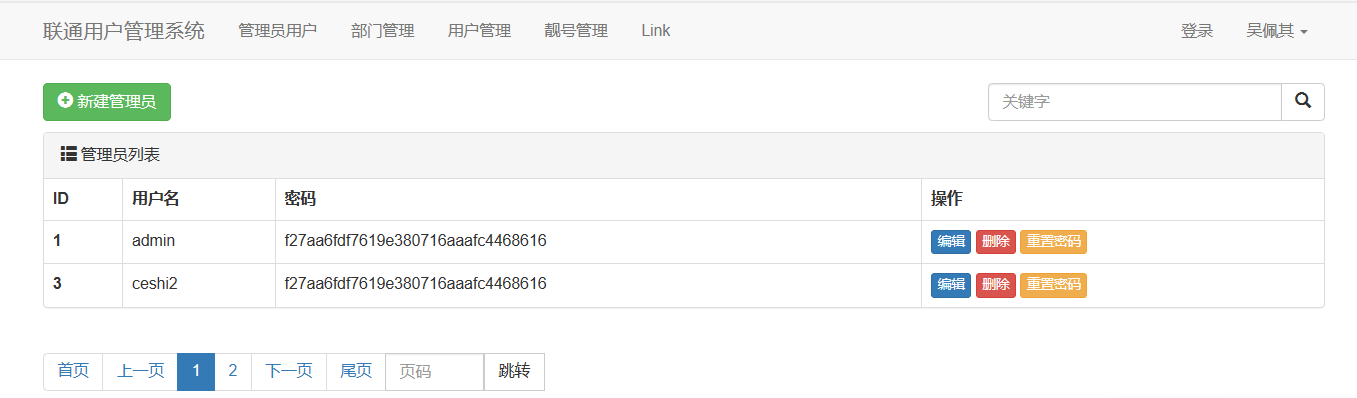 联通用户管理系统 管理员用户 部门管理 用户管理 靓号管理 Link 登录 吴佩其
新建管理员 关键字
管理员列表
ID 用户名 密码 操作
1 admin f27aa6fdf7619e380716aaafc4468616 编辑 删除 重置密码
3 ceshi2 f27aa6fdf7619e380716aaafc4468616 编辑 删除 重置密码
首页 上一页 1 2 下一页 尾页 页码 跳转